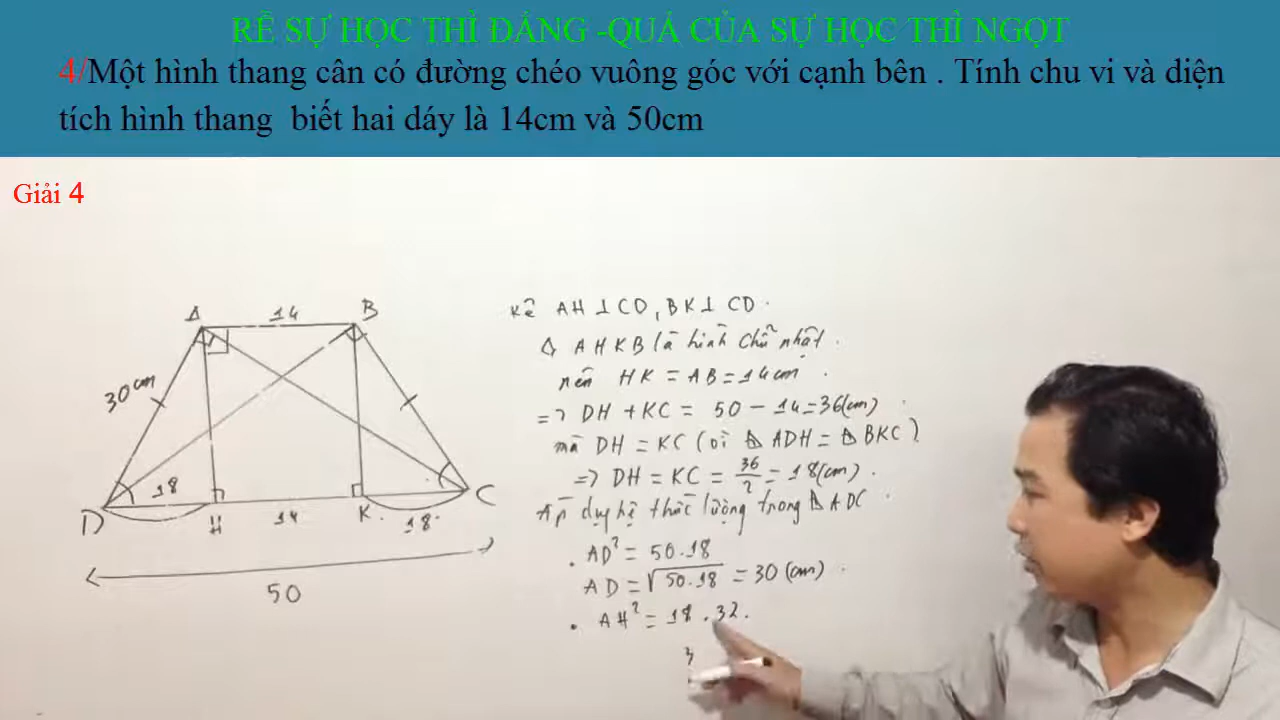 RỄ SỰ HỌC THÌ ĐẮNG -QUẢ CỦA SỰ HỌC THÌ NGỌT
4/Một hình thang cân có đường chéo vuông góc với cạnh bên . Tính chu vi và diện
tích hình thang biết hai dáy là 14cm và 50cm
Giải 4
A 14 B
30 cm
18
D H 14 K. 18. C
50
Kẻ AH ⊥ CD, BK ⊥ CD.
◊ AHKB là hình chữ nhật.
nên HK = AB = 14 cm.
=> DH + KC = 50 - 14 = 36(cm).
mà DH = KC (vì Δ ADH = Δ BKC).
=> DH = KC = 36/2 = 18(cm).
Áp dụng hệ thức lượng trong Δ ADC.
. AD² = 50.18
AD = √50.18 = 30 (cm).
. AH² = 18.32.